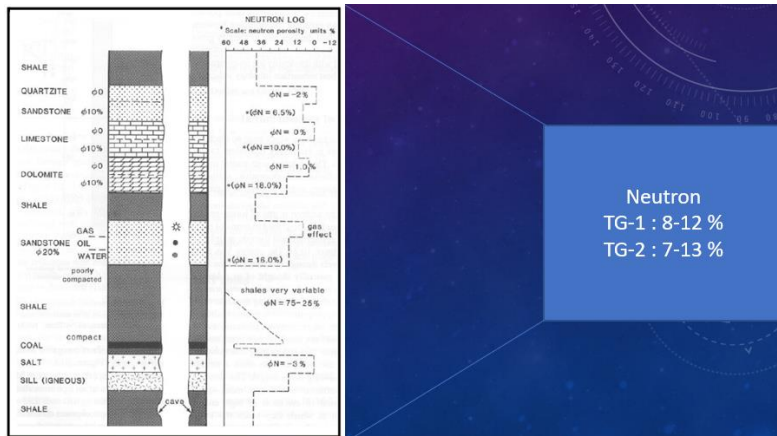 NEUTRON LOG
* Scale: neutron porosity units %
60 48 36 24 12 0 -12
SHALE
QUARTZITE φ0
φN = -2%
SANDSTONE φ10%
*(φN = 6.5%)
φ0
φN = 0%
LIMESTONE
φ10%
*(φN=10.0%)
φ0
φN = 1.0%
DOLOMITE
φ10%
*(φN=16.0%)
SHALE
GAS
gas
effect
SANDSTONE OIL
φ20%
WATER
*(φN=16.0%)
poorly
compacted
shales very variable
φN = 75-25%
SHALE
compact
COAL
SALT
φN = -3%
SILL (IGNEOUS)
cave
SHALE
Neutron
TG-1 : 8-12 %
TG-2 : 7-13 %